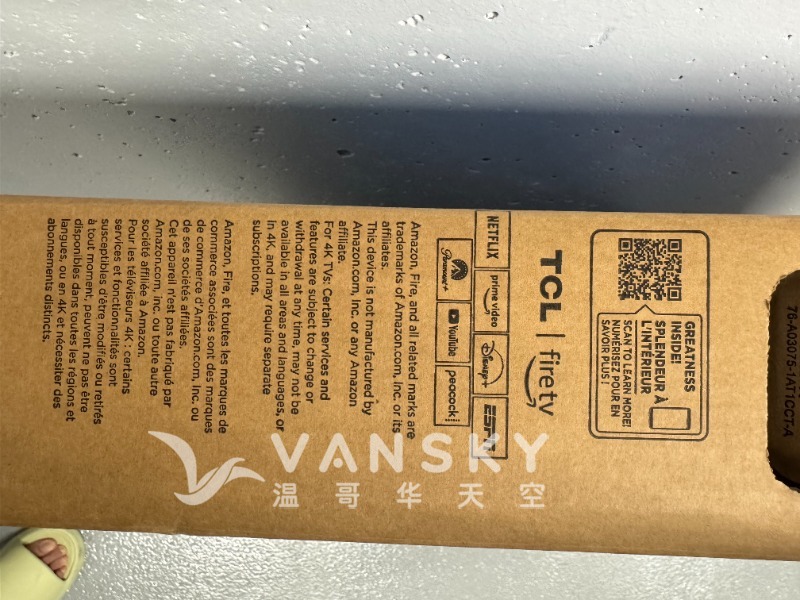 GREATNESS
INSIDE!
SPLENDEUR À
L'INTÉRIEUR
SCAN TO LEARN MORE!
NUMÉRISEZ POUR EN
SAVOIR PLUS !
78-A03075-1AT1CCT-A
TCL | fire tv
NETFLIX
prime video
Disney+
ESPN
Paramount+
YouTube
peacock
Amazon, Fire, and all related marks are
trademarks of Amazon.com, Inc. or its
affiliates.
This device is not manufactured by
Amazon.com, Inc. or any Amazon
affiliate.
For 4K TVs: Certain services and
features are subject to change or
withdrawal at any time, may not be
available in all areas and languages, or
in 4K, and may require separate
subscriptions.
Amazon, Fire, et toutes les marques de
commerce associées sont des marques
de commerce d'Amazon.com, Inc. ou
de ses sociétés affiliées.
Cet appareil n'est pas fabriqué par
Amazon.com, Inc. ou toute autre
société affiliée à Amazon.
Pour les téléviseurs 4K : certains
services et fonctionnalités sont
susceptibles d'être modifiés ou retirés
à tout moment, peuvent ne pas être
disponibles dans toutes les régions et
langues, ou en 4K et nécessiter des
abonnements distincts.
VANSKY
温哥华天空